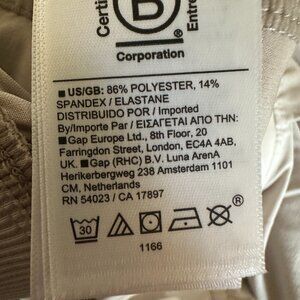 Certi
B
Entre
Corporation
■ US/GB: 86% POLYESTER, 14%
SPANDEX / ELASTANE
DISTRIBUIDO POR / Imported
By/Importe Par / ΕΙΣΑΓΕΤΑΙ ΑΠΟ ΤΗΝ
■Gap Europe Ltd., 8th Floor, 20
Farringdon Street, London, EC4A 4AB,
UK. ■Gap (RHC) B.V. Luna ArenA
Herikerbergweg 238 Amsterdam 1101
CM, Netherlands
RN 54023 / CA 17897
30 ®
1166